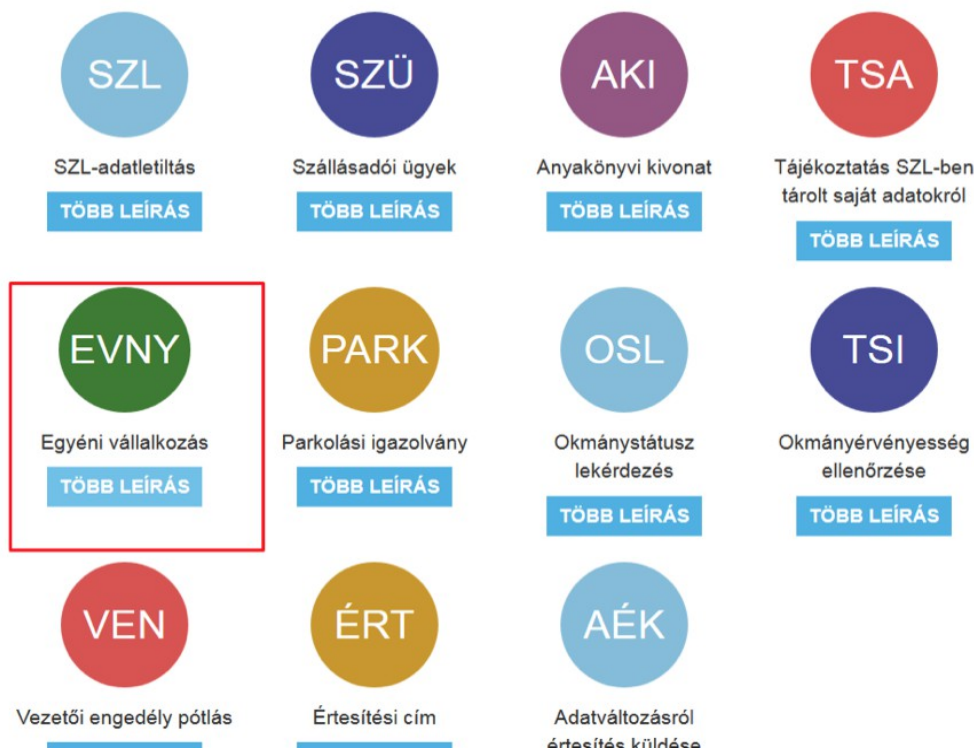 SZL
SZÜ
AKI
TSA
SZL-adatletiltás
Szállásadói ügyek
Anyakönyvi kivonat
Tájékoztatás SZL-ben
tárolt saját adatokról
TÖBB LEÍRÁS
TÖBB LEÍRÁS
TÖBB LEÍRÁS
TÖBB LEÍRÁS
EVNY
PARK
OSL
TSI
Egyéni vállalkozás
Parkolási igazolvány
Okmánystátusz
lekérdezés
Okmányérvényesség
ellenőrzése
TÖBB LEÍRÁS
TÖBB LEÍRÁS
TÖBB LEÍRÁS
TÖBB LEÍRÁS
VEN
ÉRT
AÉK
Vezetői engedély pótlás
Értesítési cím
Adatváltozásról
értesítés küldése